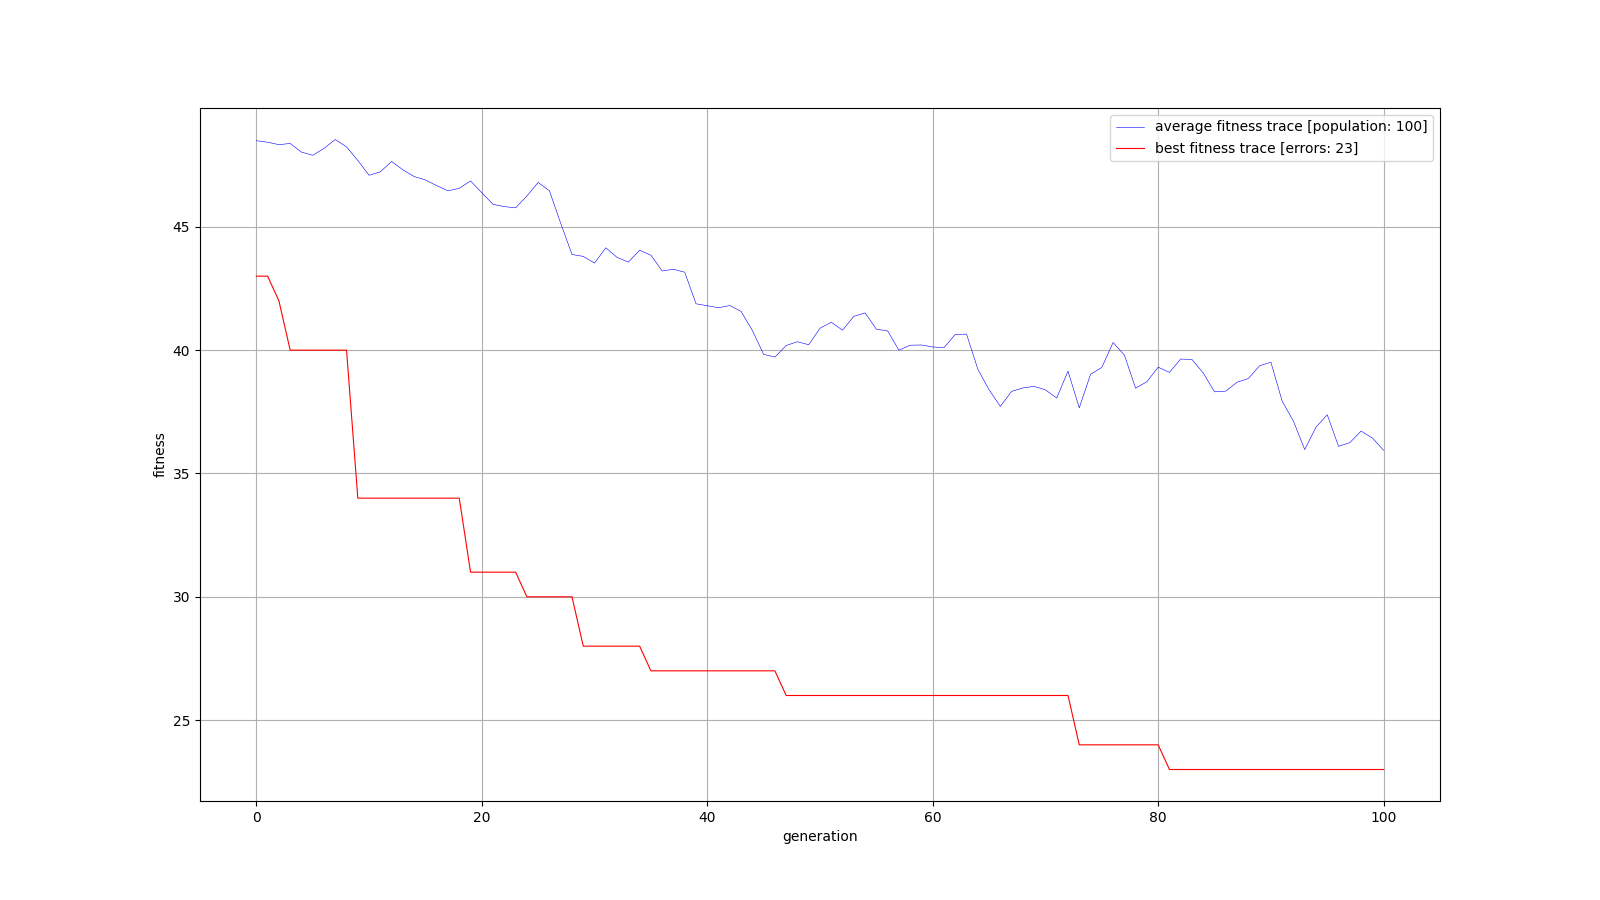 average fitness trace [population: 100]
best fitness trace [errors: 23]
fitness
45
40
35
30
25
0 20 40 60 80 100
generation